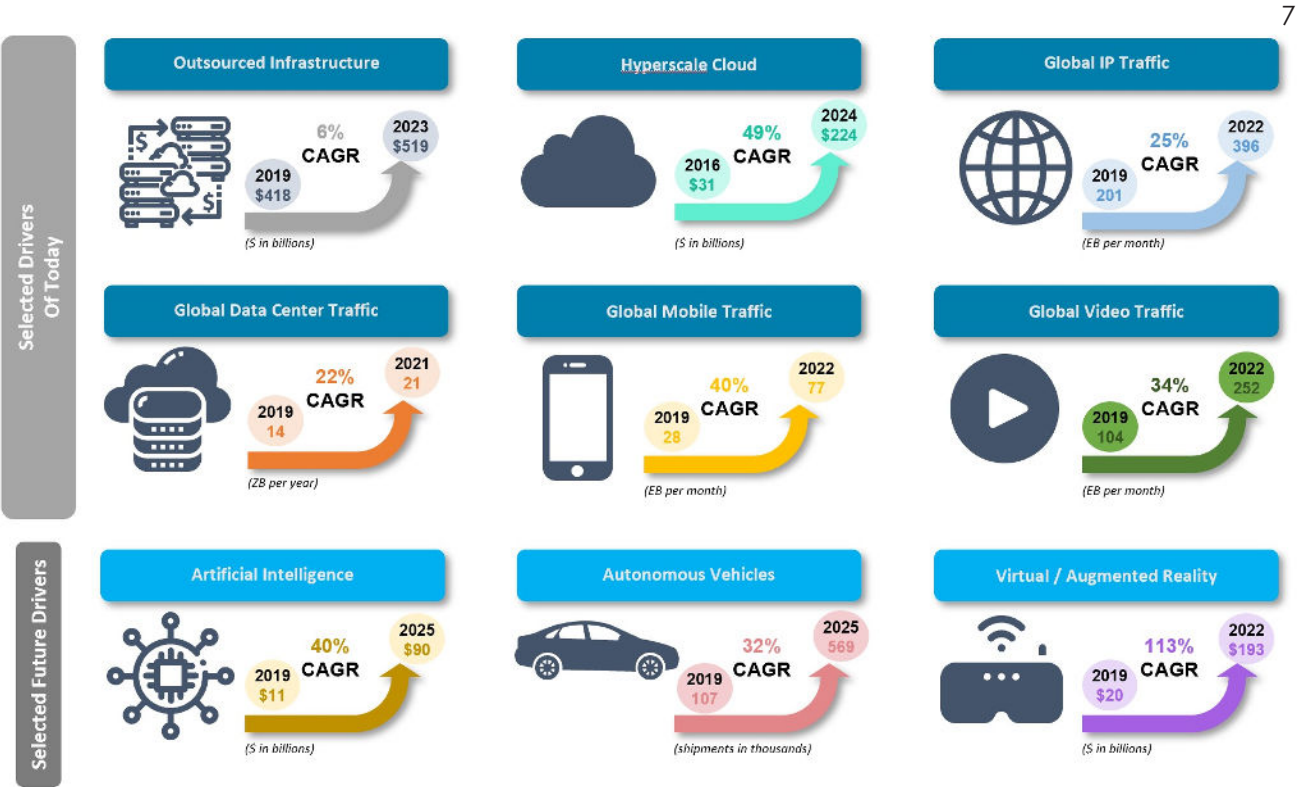 7
Selected Drivers
Of Today
Outsourced Infrastructure
$
$
6%
CAGR
2019
$418
2023
$519
($ in billions)
Hyperscale Cloud
49%
CAGR
2016
$31
2024
$224
($ in billions)
Global IP Traffic
25%
CAGR
2019
201
2022
396
(EB per month)
Global Data Center Traffic
22%
CAGR
2019
14
2021
21
(ZB per year)
Global Mobile Traffic
40%
CAGR
2019
28
2022
77
(EB per month)
Global Video Traffic
34%
CAGR
2019
104
2022
252
(EB per month)
Selected Future Drivers
Artificial Intelligence
40%
CAGR
2019
$11
2025
$90
($ in billions)
Autonomous Vehicles
32%
CAGR
2019
107
2025
569
(shipments in thousands)
Virtual / Augmented Reality
113%
CAGR
2019
$20
2022
$193
($ in billions)